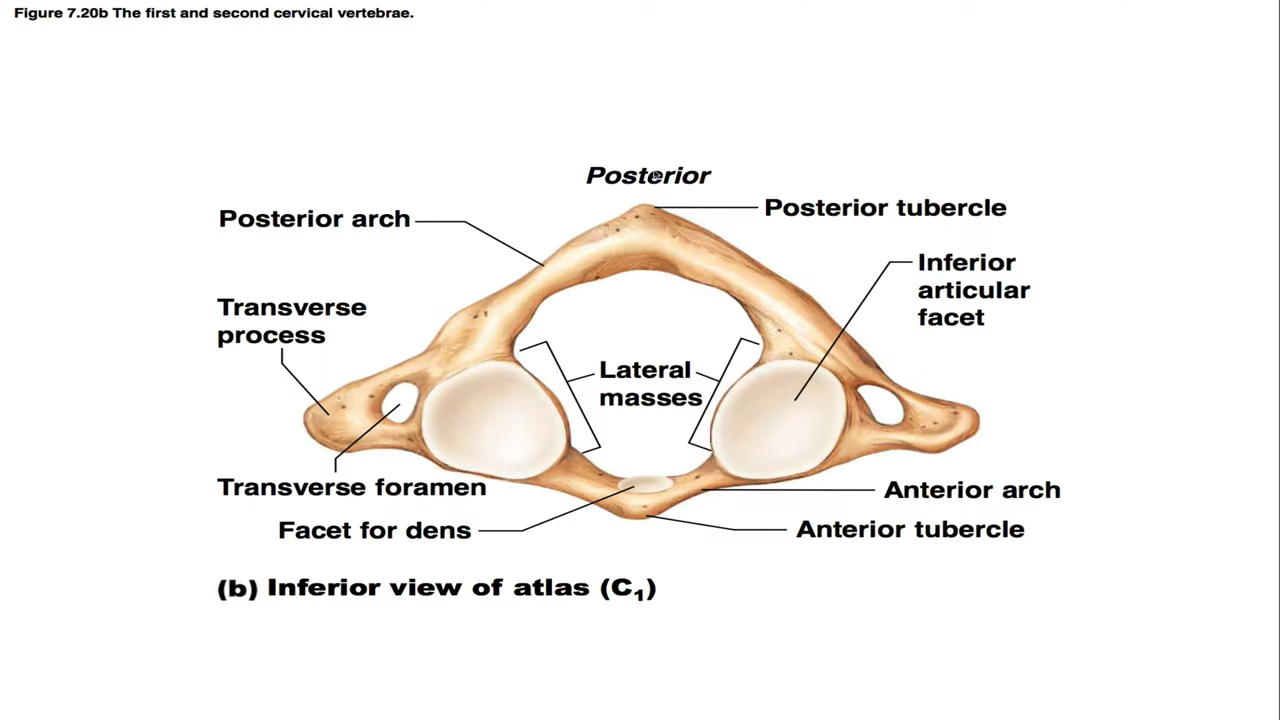 Figure 7.20b The first and second cervical vertebrae.
Posterior
Posterior arch
Posterior tubercle
Inferior
articular
facet
Transverse
process
Lateral
masses
Transverse foramen
Anterior arch
Facet for dens
Anterior tubercle
(b) Inferior view of atlas (C1)